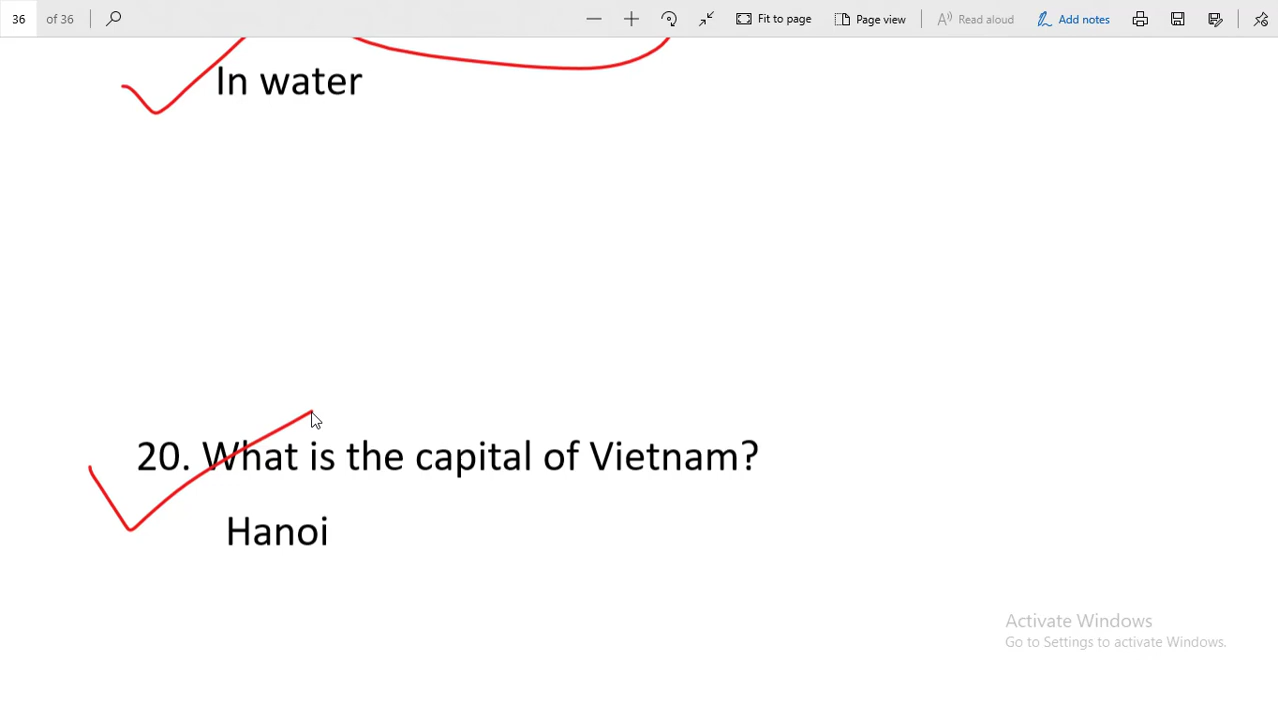 36 of 36 Fit to page Page view Read aloud Add notes
In water
20. What is the capital of Vietnam?
Hanoi
Activate Windows
Go to Settings to activate Windows.